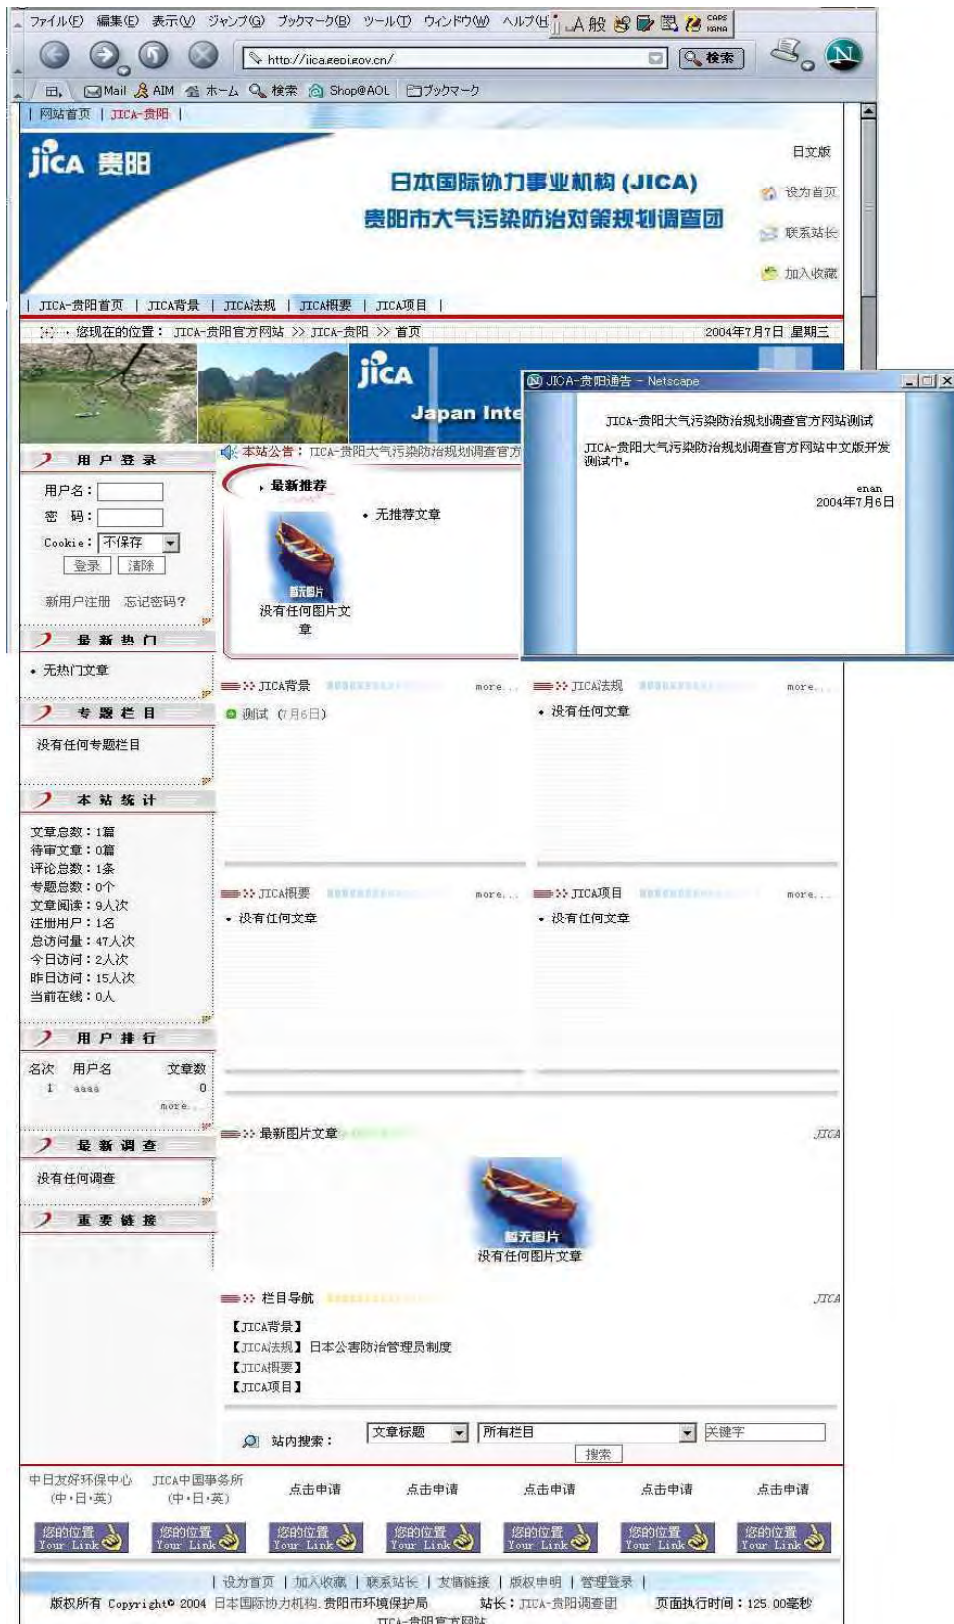 ファイル(F) 編集(E) 表示(V) ジャンプ(G) ブックマーク(B) ツール(T) ウィンドウ(W) ヘルプ(H
A 般 CAPS KANA
http://jica.gepi.gov.cn/ 検索
Mail AIM ホーム 検索 Shop@AOL ブックマーク
| 网站首页 | JICA-贵阳 |
jiCA 贵阳
日文版
日本国际协力事业机构 (JICA)
设为首页
贵阳市大气污染防治对策规划调查团
联系站长
加入收藏
| JICA-贵阳首页 | JICA背景 | JICA法规 | JICA概要 | JICA项目 |
您现在的位置： JICA-贵阳官方网站 >> JICA-贵阳 >> 首页 2004年7月7日 星期三
jiCA
Japan Inte
JICA-贵阳通告 - Netscape
JICA-贵阳大气污染防治规划调查官方网站测试
JICA-贵阳大气污染防治规划调查官方网站中文版开发
测试中。
enan
2004年7月6日
用户登录
本站公告： JICA-贵阳大气污染防治规划调查官方
用户名：
密 码：
Cookie： 不保存
登录 清除
新用户注册 忘记密码?
最新推荐
无推荐文章
暂无图片
没有任何图片文
章
最新热门
• 无热门文章
专题栏目
没有任何专题栏目
本站统计
文章总数：1篇
待审文章：0篇
评论总数：1条
专题总数：0个
文章阅读：9人次
注册用户：1名
总访问量：47人次
今日访问：2人次
昨日访问：15人次
当前在线：0人
用户排行
名次 用户名 文章数
1 aaaa 0
more...
最新调查
没有任何调查
重要链接
JICA背景 more...
测试 (7月6日)
JICA法规 more...
• 没有任何文章
JICA概要 more...
• 没有任何文章
JICA项目 more...
• 没有任何文章
最新图片文章 JICA
暂无图片
没有任何图片文章
栏目导航 JICA
【JICA背景】
【JICA法规】 日本公害防治管理员制度
【JICA概要】
【JICA项目】
站内搜索： 文章标题 所有栏目 关键字
搜索
中日友好环保中心 JICA中国事务所 点击申请 点击申请 点击申请 点击申请 点击申请
(中·日·英) (中·日·英)
您的位置 您的位置 您的位置 您的位置 您的位置 您的位置 您的位置
Your Link Your Link Your Link Your Link Your Link Your Link Your Link
| 设为首页 | 加入收藏 | 联系站长 | 友情链接 | 版权申明 | 管理登录 |
版权所有 Copyright© 2004 日本国际协力机构.贵阳市环境保护局 站长：JICA-贵阳调查团 页面执行时间：125.00毫秒
JICA-贵阳官方网站